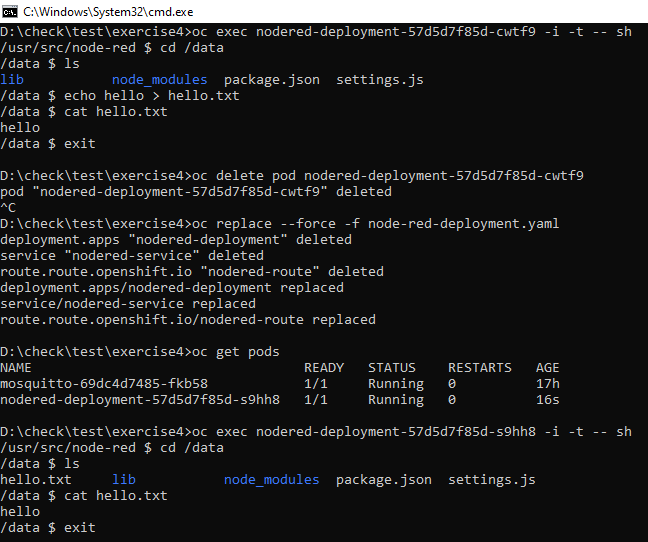 C:\Windows\System32\cmd.exe
D:\check\test\exercise4>oc exec nodered-deployment-57d5d7f85d-cwtf9 -i -t -- sh
/usr/src/node-red $ cd /data
/data $ ls
lib           node_modules  package.json  settings.js
/data $ echo hello > hello.txt
/data $ cat hello.txt
hello
/data $ exit
D:\check\test\exercise4>oc delete pod nodered-deployment-57d5d7f85d-cwtf9
pod "nodered-deployment-57d5d7f85d-cwtf9" deleted
^C
D:\check\test\exercise4>oc replace --force -f node-red-deployment.yaml
deployment.apps "nodered-deployment" deleted
service "nodered-service" deleted
route.route.openshift.io "nodered-route" deleted
deployment.apps/nodered-deployment replaced
service/nodered-service replaced
route.route.openshift.io/nodered-route replaced
D:\check\test\exercise4>oc get pods
NAME                                  READY   STATUS    RESTARTS   AGE
mosquitto-69dc4d7485-fkb58            1/1     Running   0          17h
nodered-deployment-57d5d7f85d-s9hh8   1/1     Running   0          16s
D:\check\test\exercise4>oc exec nodered-deployment-57d5d7f85d-s9hh8 -i -t -- sh
/usr/src/node-red $ cd /data
/data $ ls
hello.txt     lib           node_modules  package.json  settings.js
/data $ cat hello.txt
hello
/data $ exit